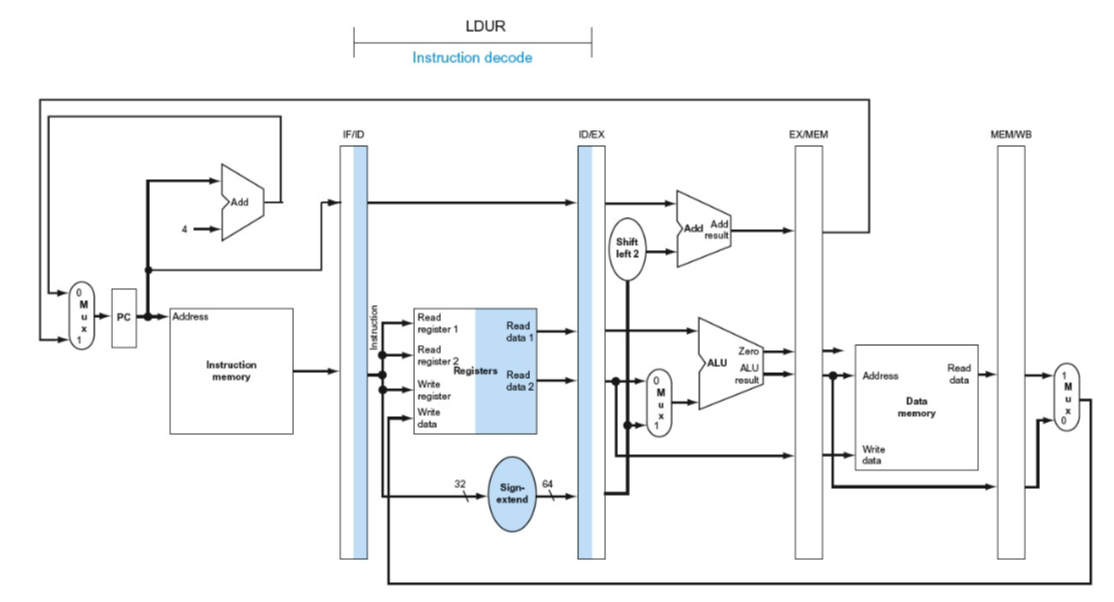 LDUR
Instruction decode
IF/ID
ID/EX
EX/MEM
MEM/WB
Add
4
Add
Add
result
Shift
left 2
0
M
u
x
1
PC
Address
Instruction
memory
Instruction
Read
register 1
Read
register 2
Registers
Write
register
Write
data
Read
data 1
Read
data 2
0
M
u
x
1
ALU
Zero
ALU
result
Address
Read
data
Data
memory
Write
data
1
M
u
x
0
32
Sign-
extend
64